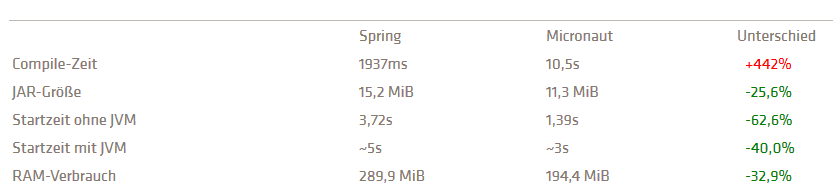 Spring Micronaut Unterschied
Compile-Zeit 1937ms 10,5s +442%
JAR-Größe 15,2 MiB 11,3 MiB -25,6%
Startzeit ohne JVM 3,72s 1,39s -62,6%
Startzeit mit JVM ~5s ~3s -40,0%
RAM-Verbrauch 289,9 MiB 194,4 MiB -32,9%